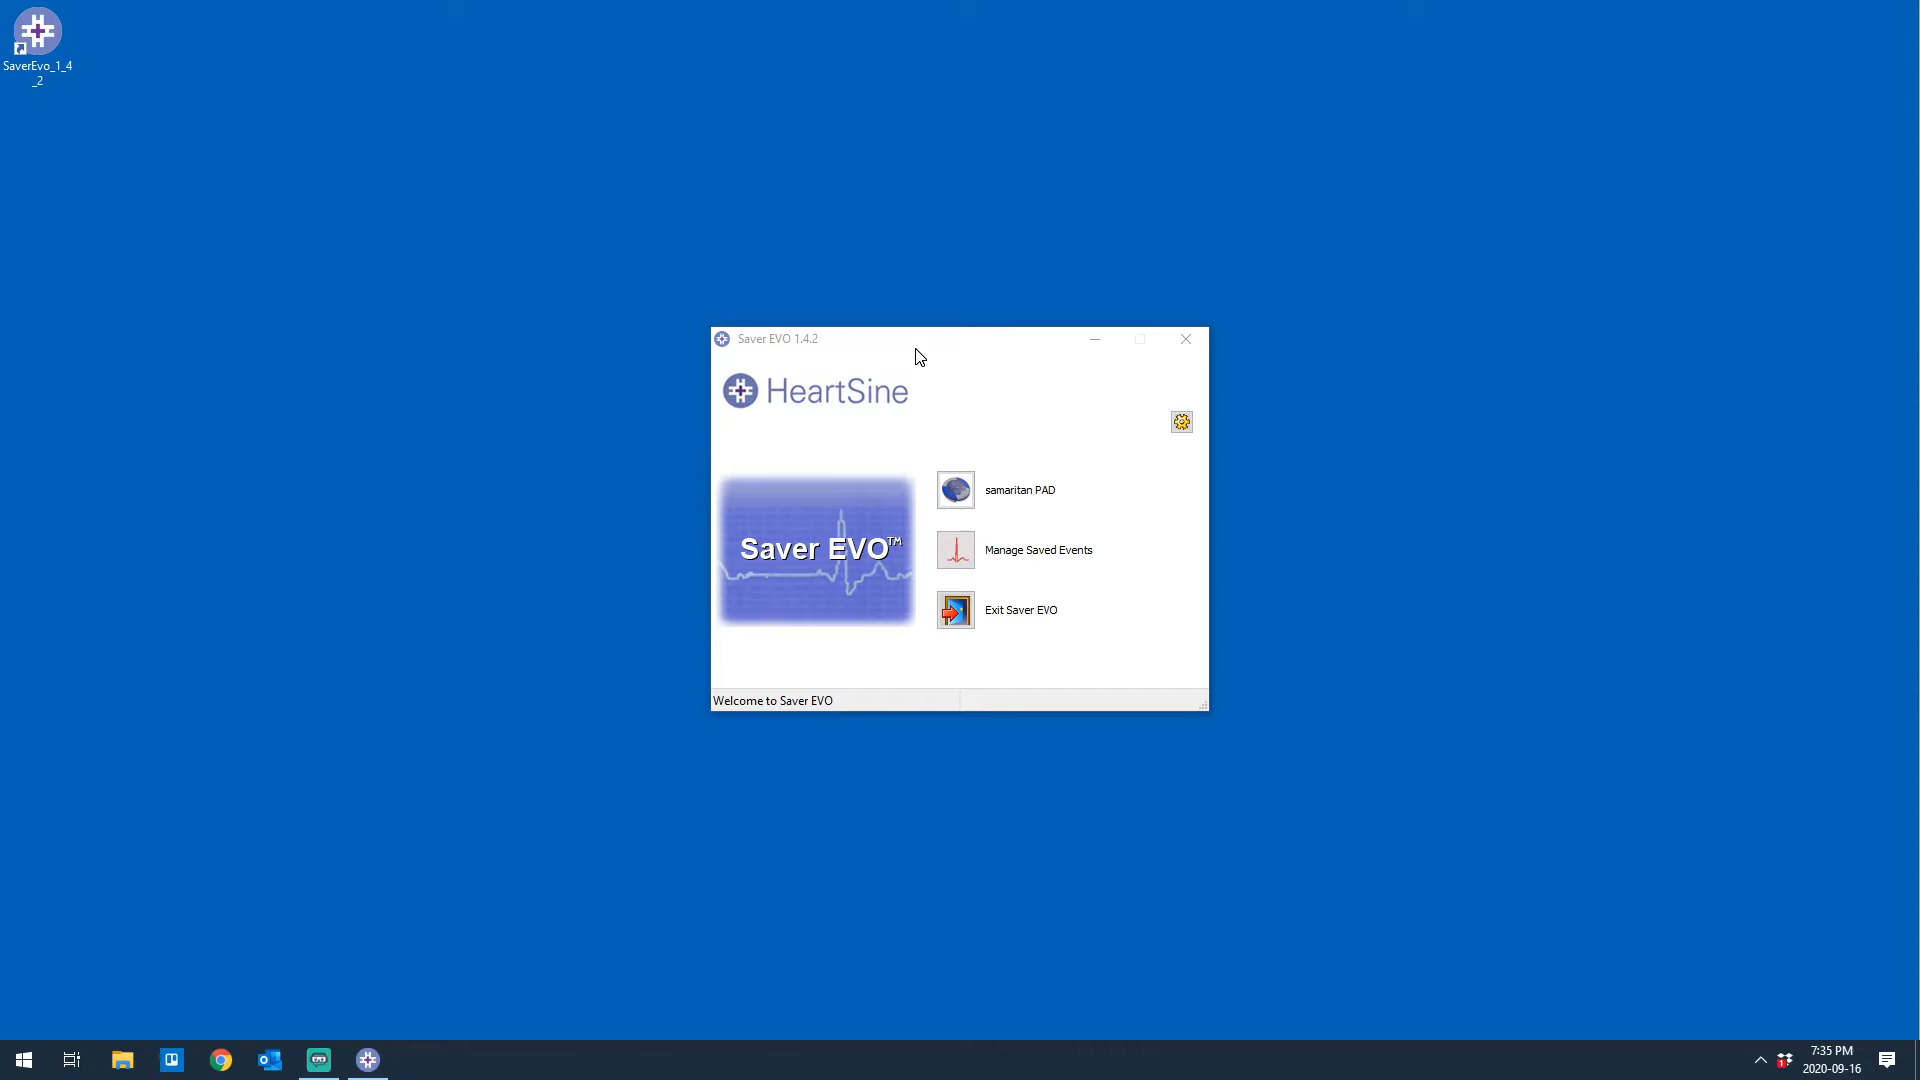 SaverEvo_1_4
_2
Saver EVO 1.4.2
HeartSine
Saver EVO™
samaritan PAD
Manage Saved Events
Exit Saver EVO
Welcome to Saver EVO
7:35 PM
2020-09-16